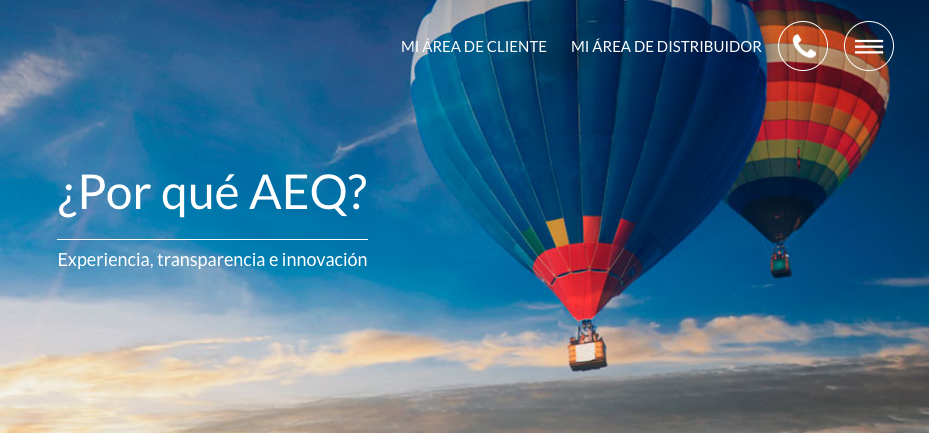 MI ÁREA DE CLIENTE MI ÁREA DE DISTRIBUIDOR
¿Por qué AEQ?
Experiencia, transparencia e innovación